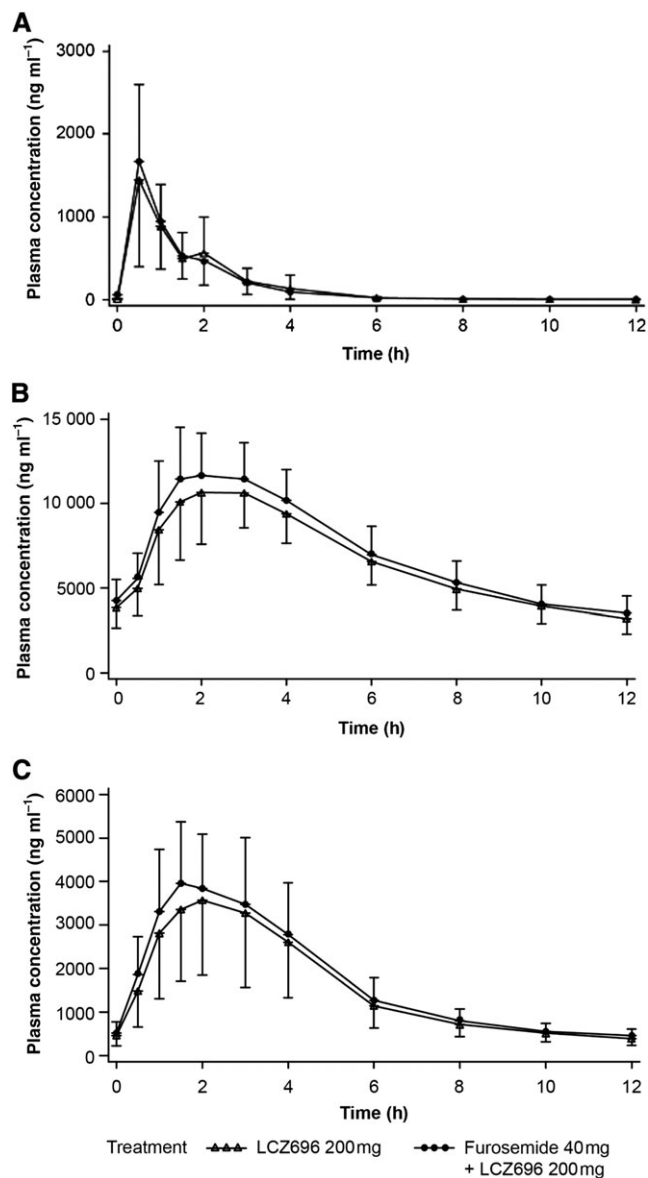 A
Plasma concentration (ng ml⁻¹)
3000
2000
1000
0
0 2 4 6 8 10 12
Time (h)
B
Plasma concentration (ng ml⁻¹)
15 000
10 000
5000
0
0 2 4 6 8 10 12
Time (h)
C
Plasma concentration (ng ml⁻¹)
6000
5000
4000
3000
2000
1000
0
0 2 4 6 8 10 12
Time (h)
Treatment LCZ696 200mg Furosemide 40mg
+ LCZ696 200mg